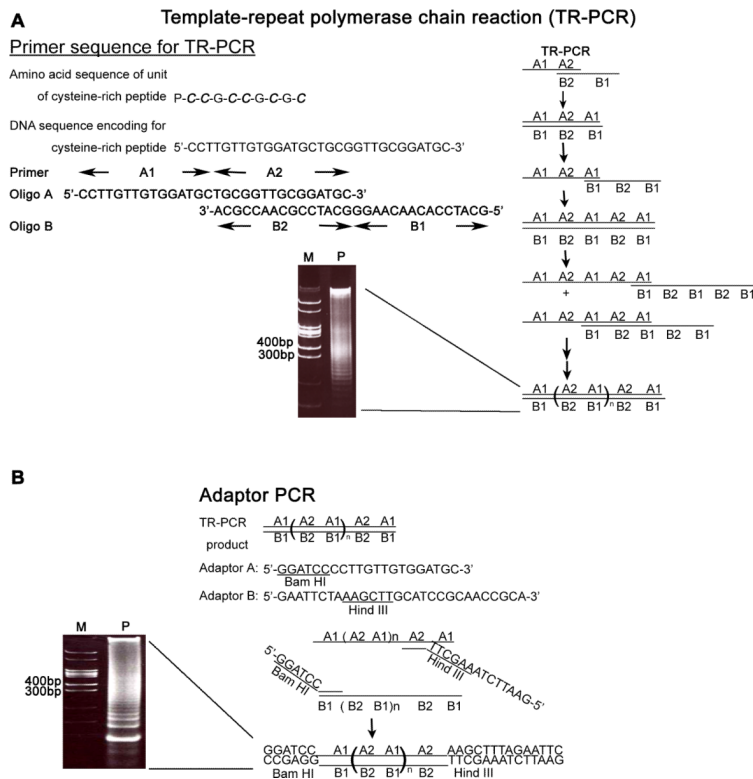 Template-repeat polymerase chain reaction (TR-PCR)
A
Primer sequence for TR-PCR
Amino acid sequence of unit
of cysteine-rich peptide P-C-C-G-C-C-G-C-G-C
DNA sequence encoding for
cysteine-rich peptide 5'-CCTTGTTGTGGATGCTGCGGTTGCGGATGC-3'
Primer A1 A2
Oligo A 5'-CCTTGTTGTGGATGCTGCGGTTGCGGATGC-3'
3'-ACGCCAACGCCTACGGGAACAACACCTACG-5'
Oligo B B2 B1
M P
400bp
300bp
TR-PCR
A1 A2
B2 B1
A1 A2 A1
B1 B2 B1
A1 A2 A1
B1 B2 B1
A1 A2 A1 A2 A1
B1 B2 B1 B2 B1
A1 A2 A1 A2 A1
+ B1 B2 B1 B2 B1
A1 A2 A1 A2 A1
B1 B2 B1 B2 B1
A1 (A2 A1) A2 A1
B1 (B2 B1)n B2 B1
B
Adaptor PCR
TR-PCR A1 (A2 A1) A2 A1
product B1 (B2 B1)n B2 B1
Adaptor A: 5'-GGATCCCCTTGTTGTGGATGC-3'
Bam HI
Adaptor B: 5'-GAATTCTAAAGCTTGCATCCGCAACCGCA-3'
Hind III
M P
400bp
300bp
A1 (A2 A1)n A2 A1
5'-GGATCC
Bam HI
TTCGAAATCTTAAG-5'
Hind III
B1 (B2 B1)n B2 B1
GGATCC A1 (A2 A1) A2 AAGCTTTAGAATTC
CCGAGG B1 (B2 B1)n B2 TTCGAAATCTTAAG
Bam HI Hind III